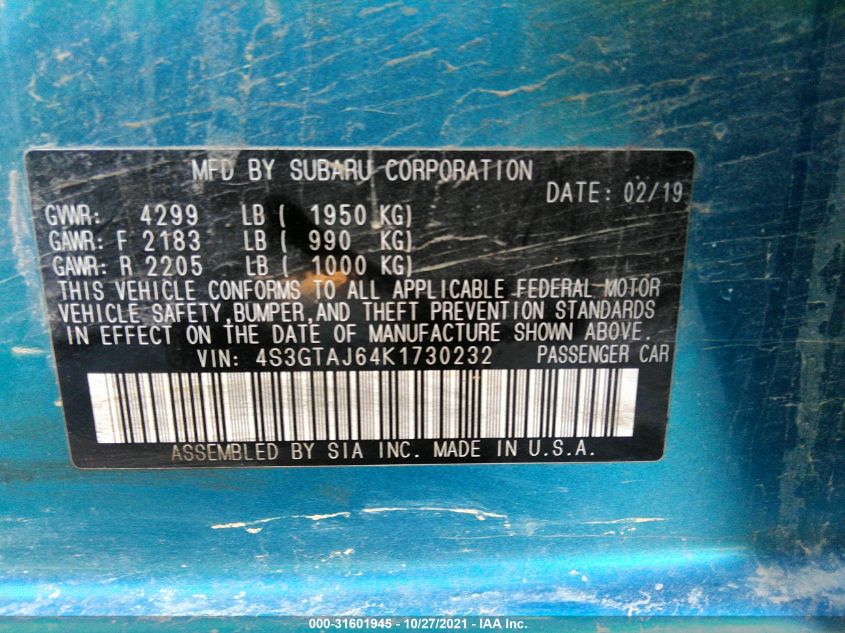 MFD BY SUBARU CORPORATION
DATE: 02/19
GVWR: 4299 LB ( 1950 KG)
GAWR: F 2183 LB ( 990 KG)
GAWR: R 2205 LB ( 1000 KG)
THIS VEHICLE CONFORMS TO ALL APPLICABLE FEDERAL MOTOR
VEHICLE SAFETY, BUMPER, AND THEFT PREVENTION STANDARDS
IN EFFECT ON THE DATE OF MANUFACTURE SHOWN ABOVE.
VIN: 4S3GTAJ64K1730232 PASSENGER CAR
ASSEMBLED BY SIA INC. MADE IN U.S.A.
000-31601945 - 10/27/2021 - IAA Inc.